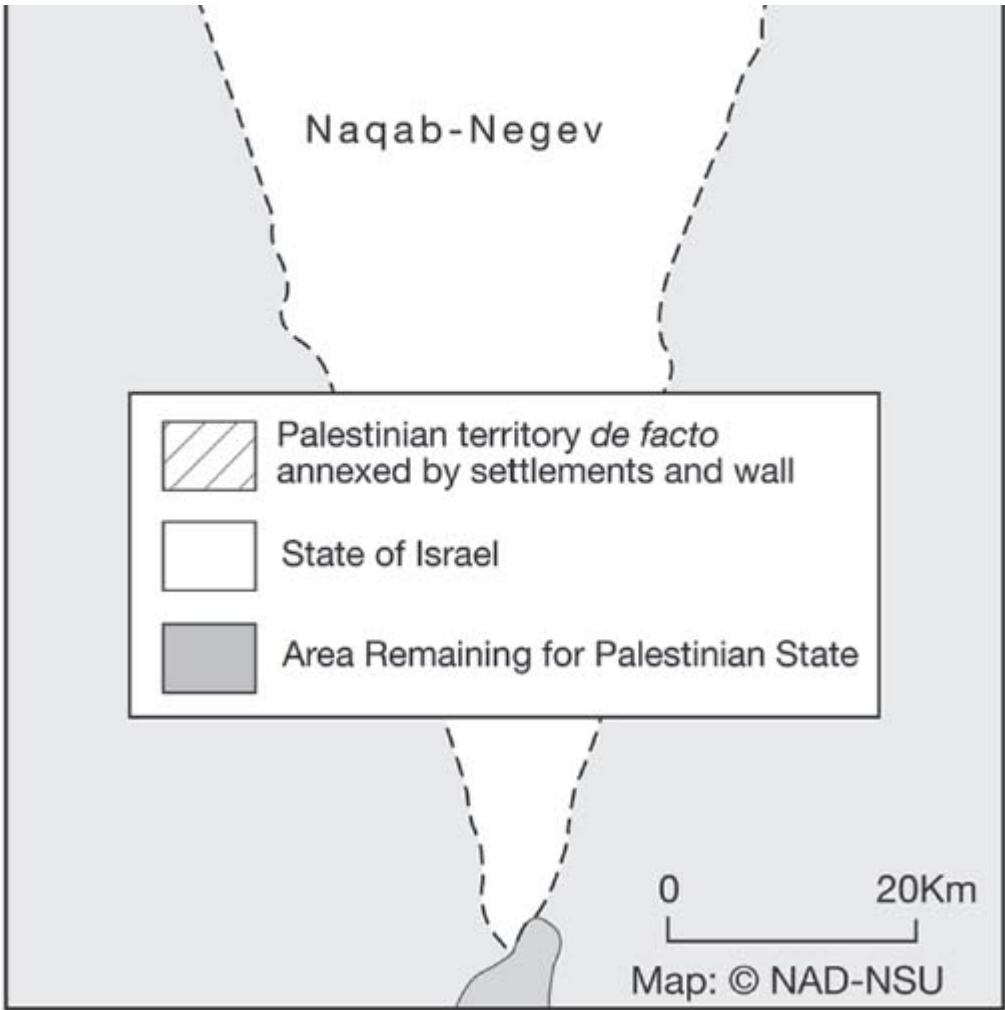 Naqab-Negev
Palestinian territory de facto
annexed by settlements and wall
State of Israel
Area Remaining for Palestinian State
0 20Km
Map: © NAD-NSU